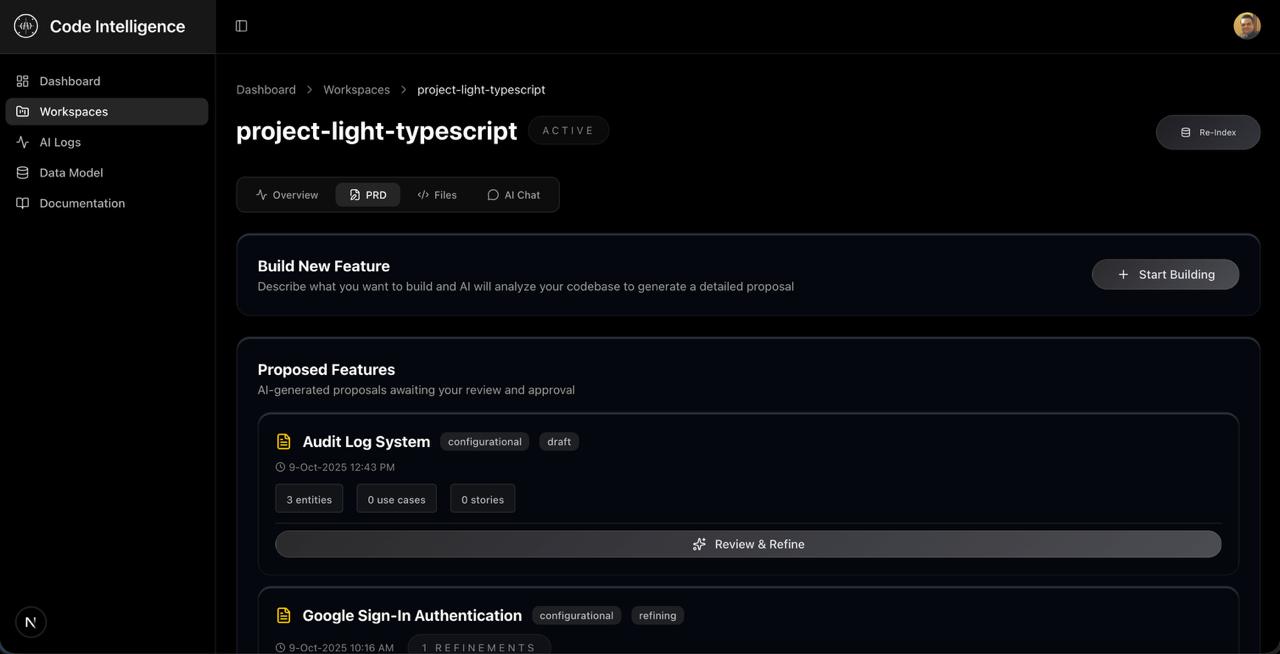 Code Intelligence
Dashboard
Workspaces
AI Logs
Data Model
Documentation
N
Dashboard > Workspaces > project-light-typescript
project-light-typescript ACTIVE
Re-Index
Overview PRD Files AI Chat
Build New Feature
Describe what you want to build and AI will analyze your codebase to generate a detailed proposal
+ Start Building
Proposed Features
AI-generated proposals awaiting your review and approval
Audit Log System configurational draft
9-Oct-2025 12:43 PM
3 entities 0 use cases 0 stories
Review & Refine
Google Sign-In Authentication configurational refining
9-Oct-2025 10:16 AM 1 REFINEMENTS